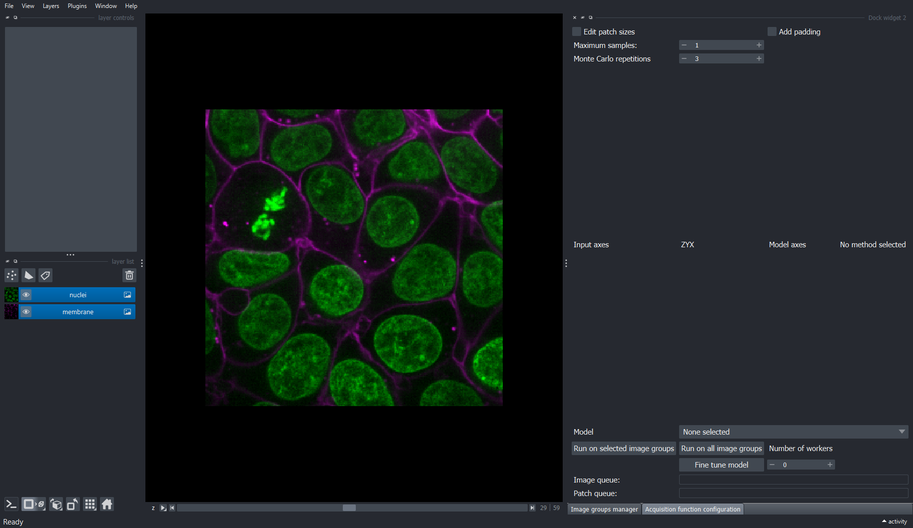 File View Layers Plugins Window Help
layer controls
Dock widget 2
Edit patch sizes Add padding
Maximum samples: 1
Monte Carlo repetitions 3
Input axes ZYX Model axes No method selected
layer list
nuclei
membrane
Model None selected
Run on selected image groups Run on all image groups Number of workers
Fine tune model 0
Image queue:
Patch queue:
z 29 59
Image groups manager Acquisition function configuration
Ready activity